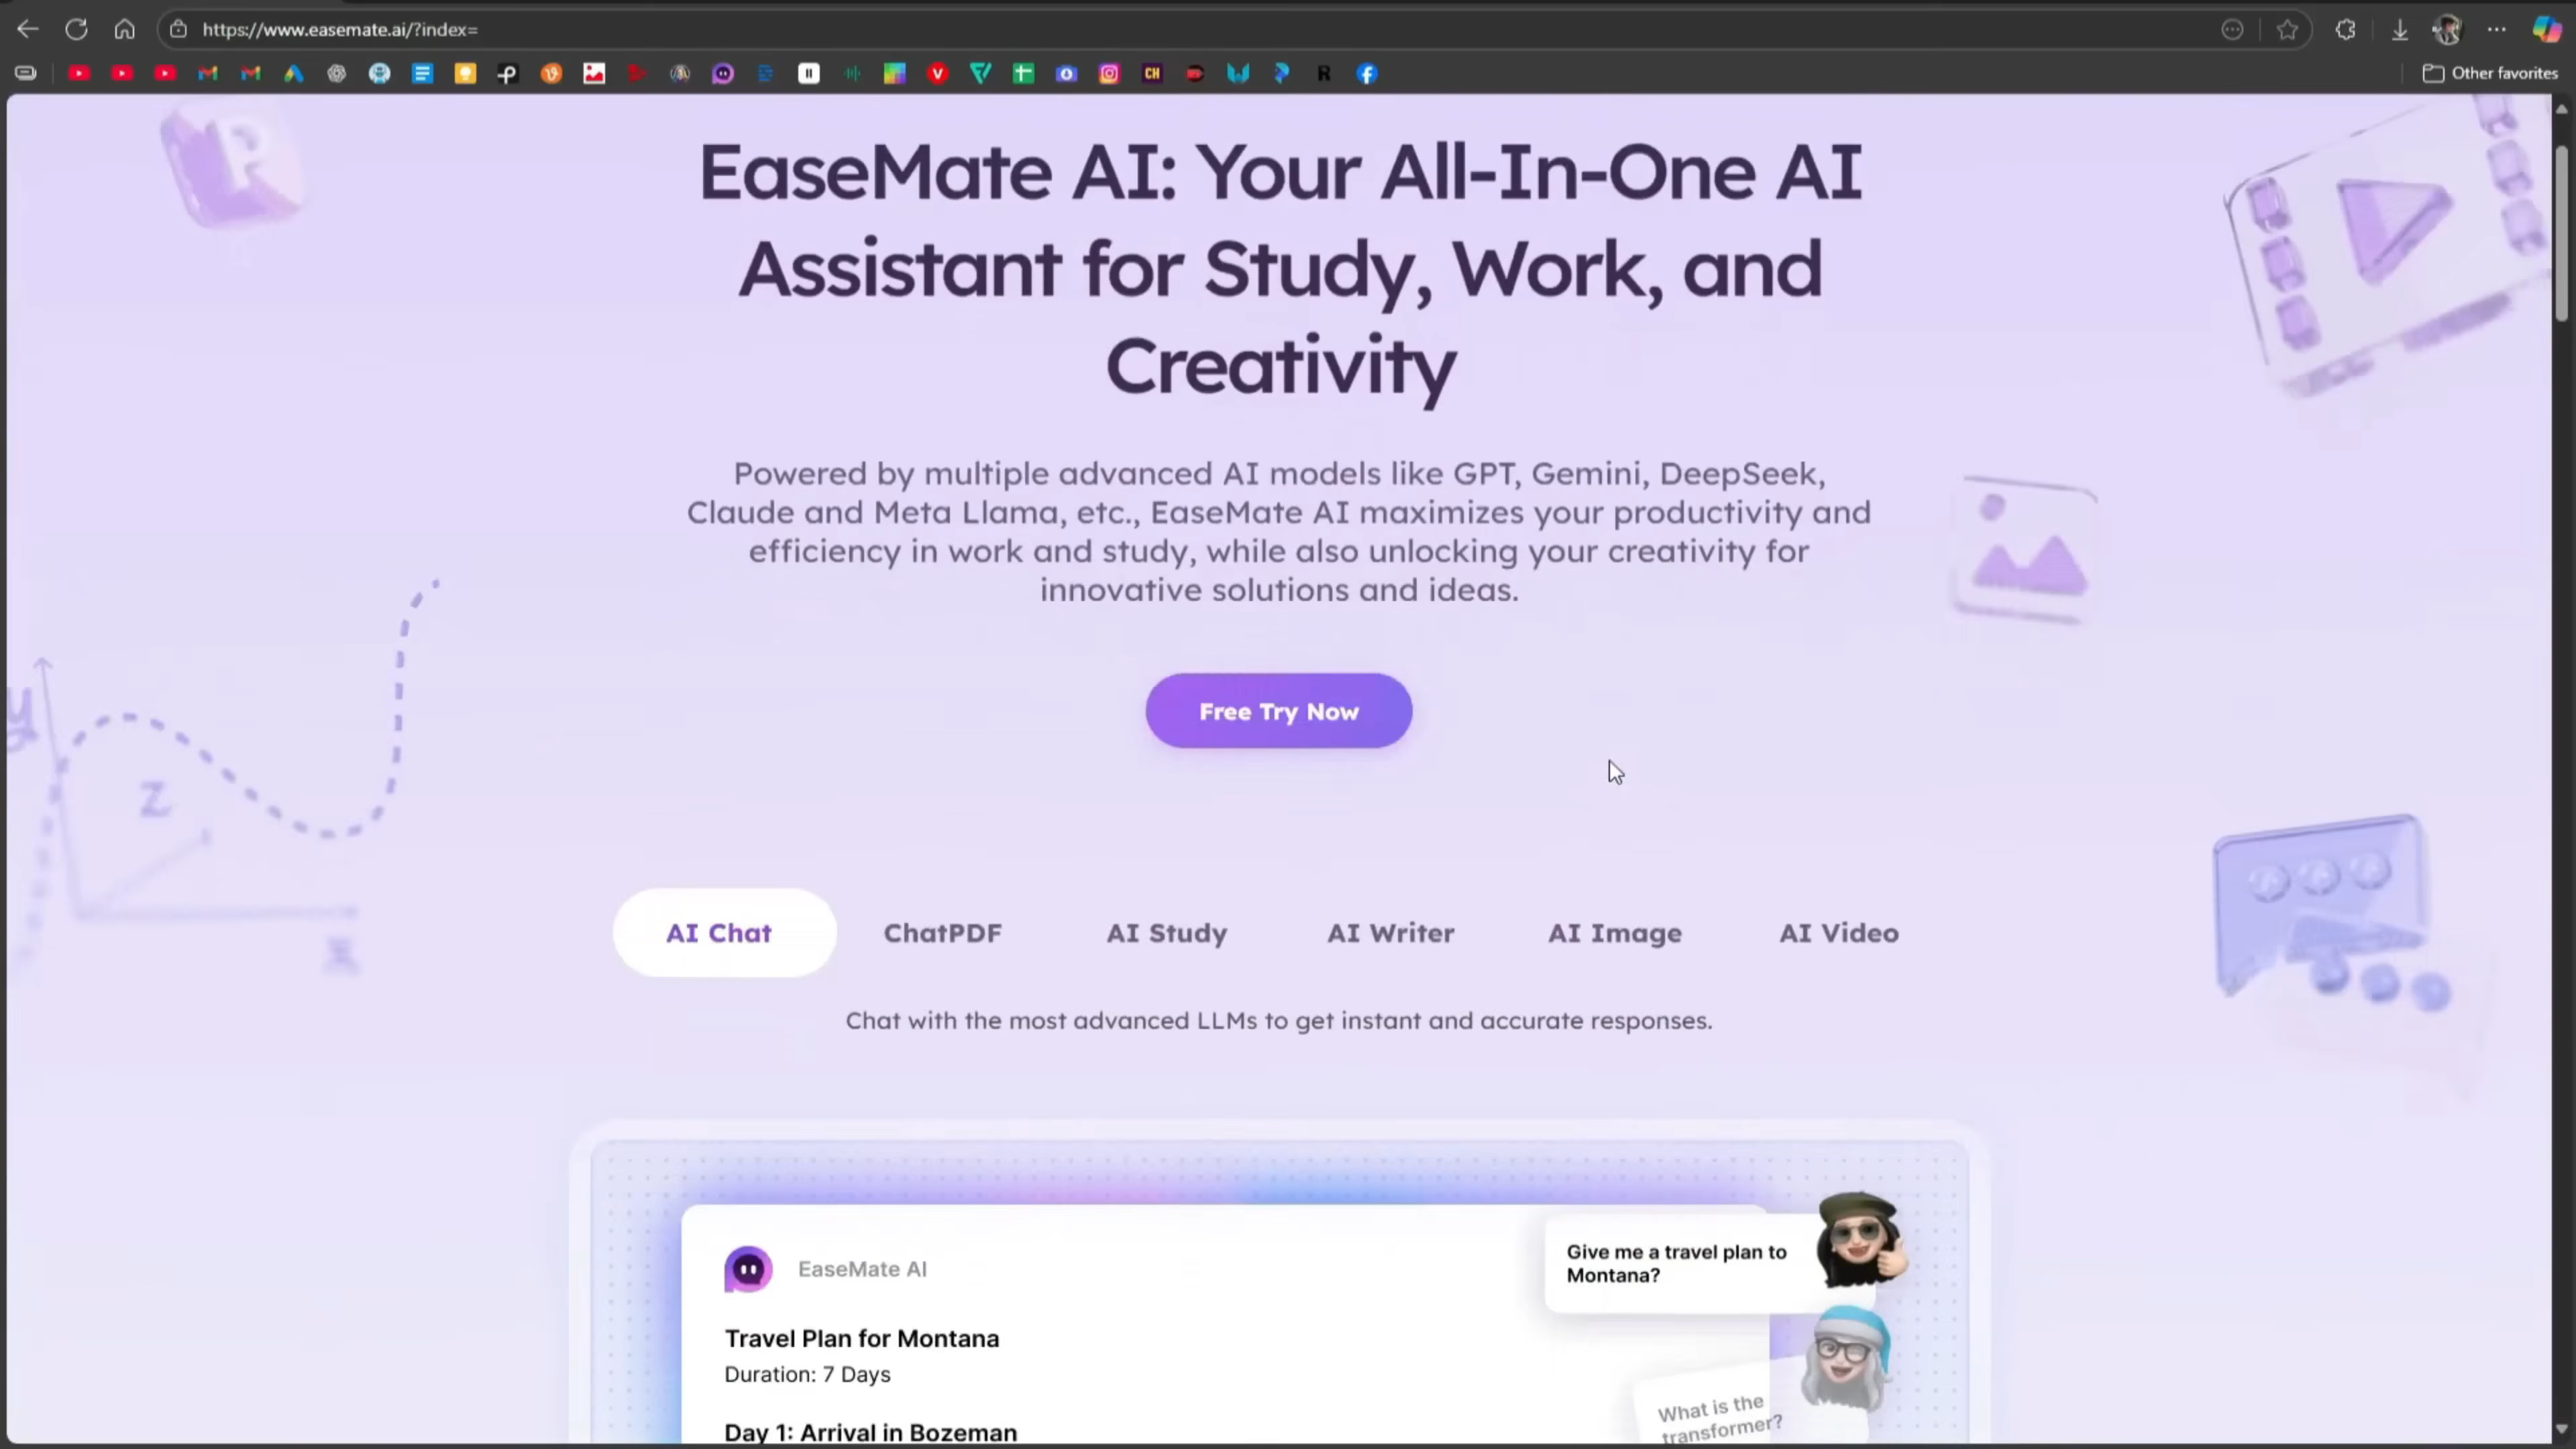 https://www.easemate.ai/?index=
CH
Other favorites
EaseMate AI: Your All-In-One AI
Assistant for Study, Work, and
Creativity
Powered by multiple advanced AI models like GPT, Gemini, DeepSeek,
Claude and Meta Llama, etc., EaseMate AI maximizes your productivity and
efficiency in work and study, while also unlocking your creativity for
innovative solutions and ideas.
Free Try Now
P
y
z
x
AI Chat
ChatPDF
AI Study
AI Writer
AI Image
AI Video
Chat with the most advanced LLMs to get instant and accurate responses.
EaseMate AI
Give me a travel plan to
Montana?
Travel Plan for Montana
Duration: 7 Days
What is the
transformer?
Day 1: Arrival in Bozeman